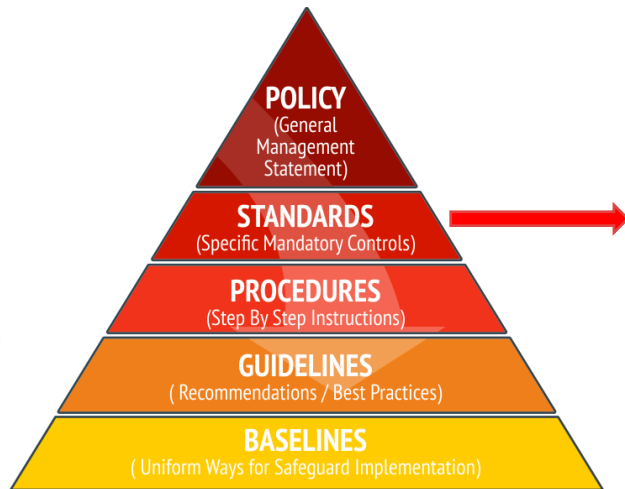 POLICY
(General
Management
Statement)
STANDARDS
(Specific Mandatory Controls)
PROCEDURES
(Step By Step Instructions)
GUIDELINES
( Recommendations / Best Practices)
BASELINES
( Uniform Ways for Safeguard Implementation)